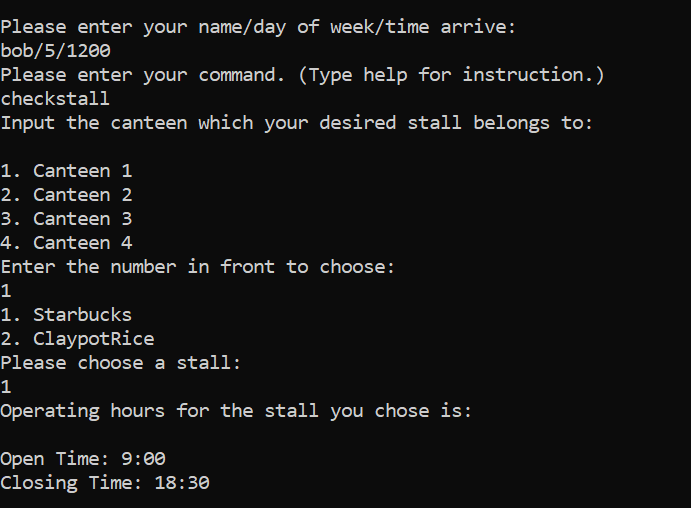 Please enter your name/day of week/time arrive:
bob/5/1200
Please enter your command. (Type help for instruction.)
checkstall
Input the canteen which your desired stall belongs to:
1. Canteen 1
2. Canteen 2
3. Canteen 3
4. Canteen 4
Enter the number in front to choose:
1
1. Starbucks
2. ClaypotRice
Please choose a stall:
1
Operating hours for the stall you chose is:
Open Time: 9:00
Closing Time: 18:30